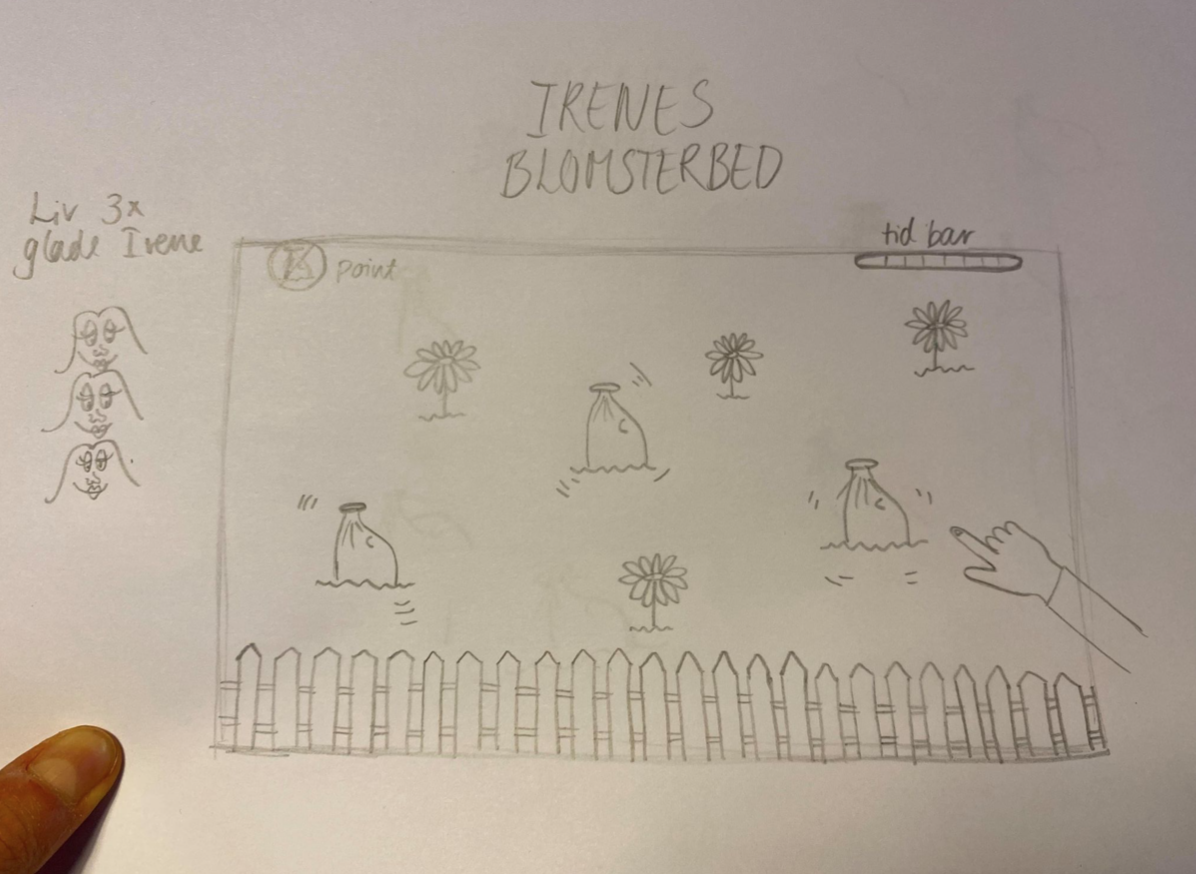 IRENES
BLOMSTERBED
Liv 3x
glade Irene
tid bar
point